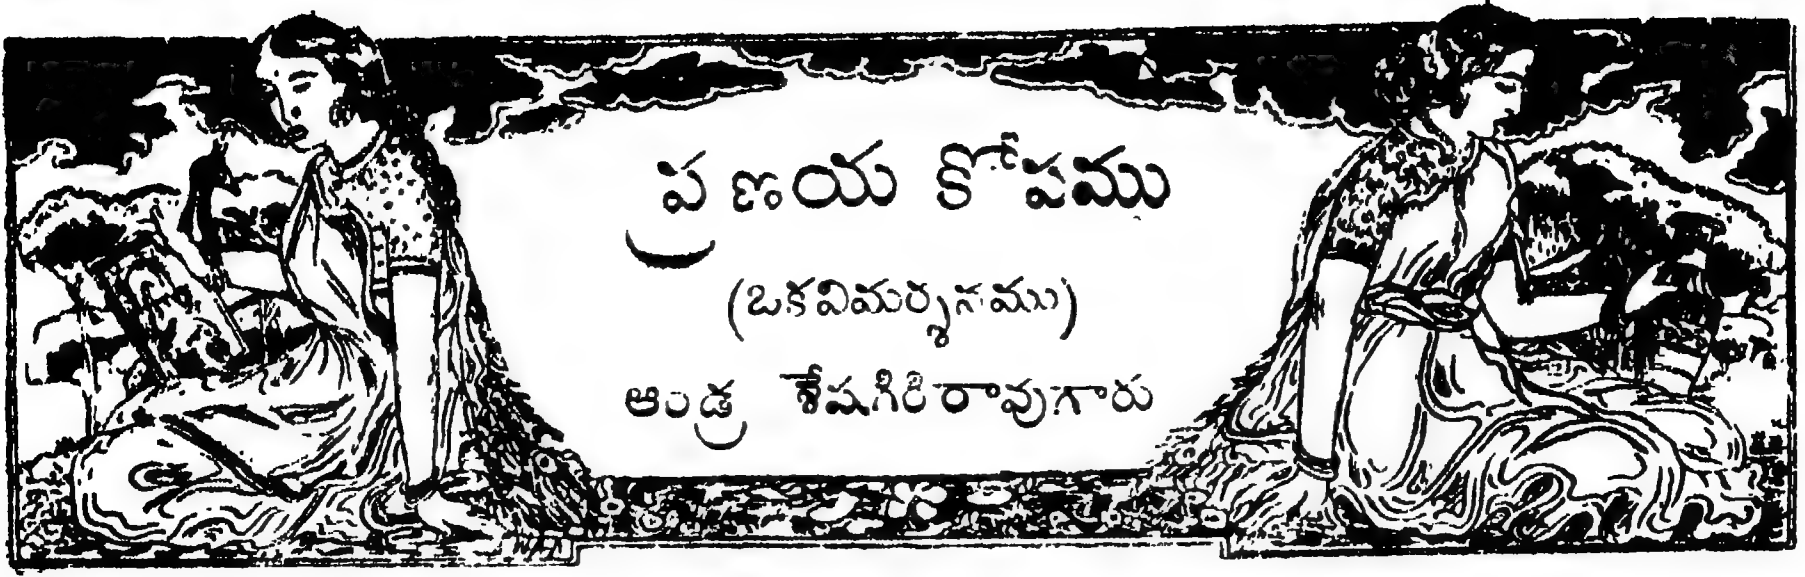 ప్రణయ కోపము
(ఒకవిమర్శనము)
ఆండ్ర శేషగిరిరావుగారు